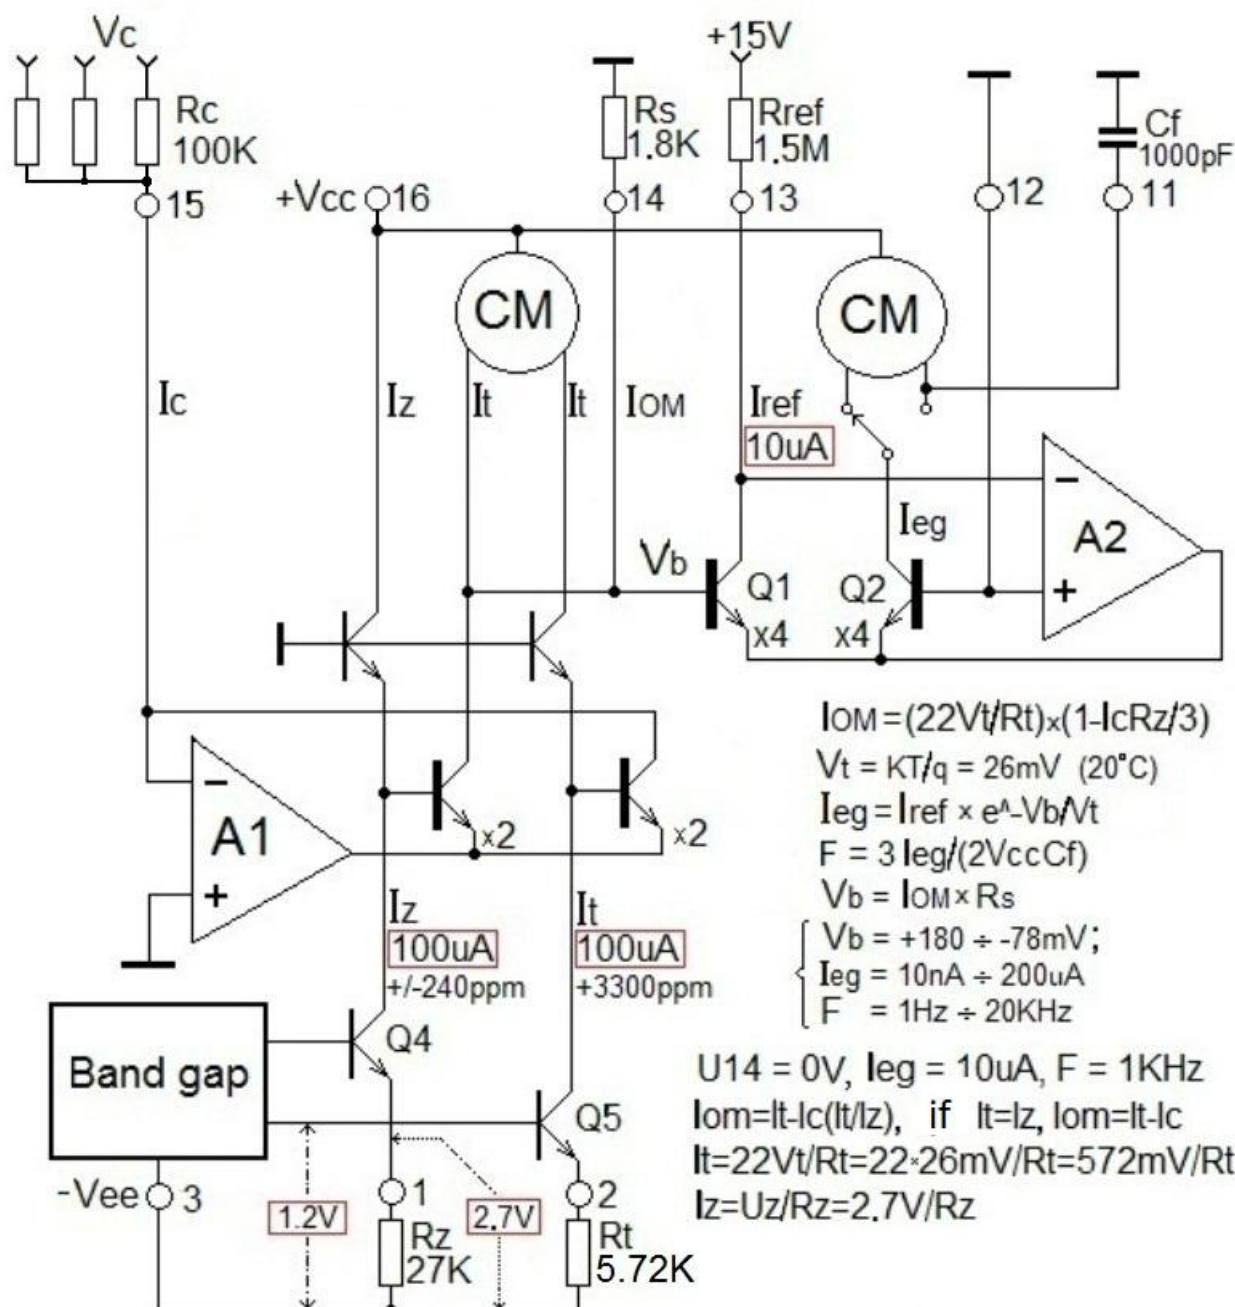 Vc
+15V
Rc
100K
Rs
1.8K
Rref
1.5M
Cf
1000pF
15
+Vcc
16
14
13
12
11
CM
CM
Ic
Iz
It
It
IOM
Iref
10uA
Ieg
A2
−
+
Vb
Q1
x4
Q2
x4
A1
−
+
x2
x2
IOM=(22Vt/Rt)x(1-IcRz/3)
Vt = KT/q = 26mV (20°C)
Ieg=Iref × e^-Vb/Vt
F = 3 Ieg/(2VccCf)
Vb = IOM × Rs
Vb = +180 ÷ -78mV;
Ieg = 10nA ÷ 200uA
F = 1Hz ÷ 20KHz
Iz
100uA
+/-240ppm
It
100uA
+3300ppm
Band gap
Q4
Q5
-Vee
3
1.2V
1
Rz
27K
2.7V
2
Rt
5.72K
U14 = 0V, Ieg = 10uA, F = 1KHz
Iom=It-Ic(It/Iz), if It=Iz, Iom=It-Ic
It=22Vt/Rt=22×26mV/Rt=572mV/Rt
Iz=Uz/Rz=2.7V/Rz